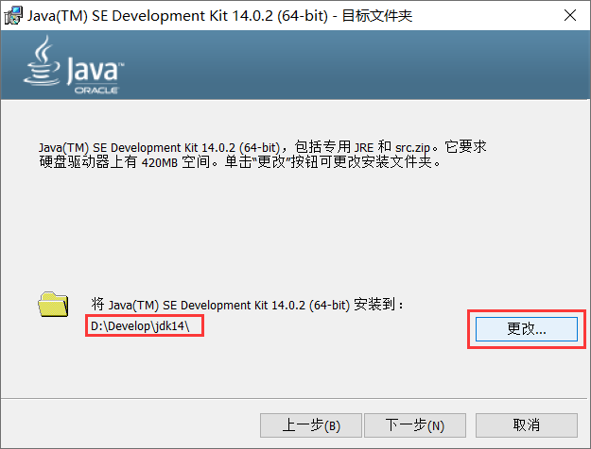 Java(TM) SE Development Kit 14.0.2 (64-bit) - 目标文件夹
Java™
ORACLE
Java(TM) SE Development Kit 14.0.2 (64-bit)，包括专用 JRE 和 src.zip。它要求
硬盘驱动器上有 420MB 空间。单击“更改”按钮可更改安装文件夹。
将 Java(TM) SE Development Kit 14.0.2 (64-bit) 安装到：
D:\Develop\jdk14\
更改...
上一步(B) 下一步(N) 取消